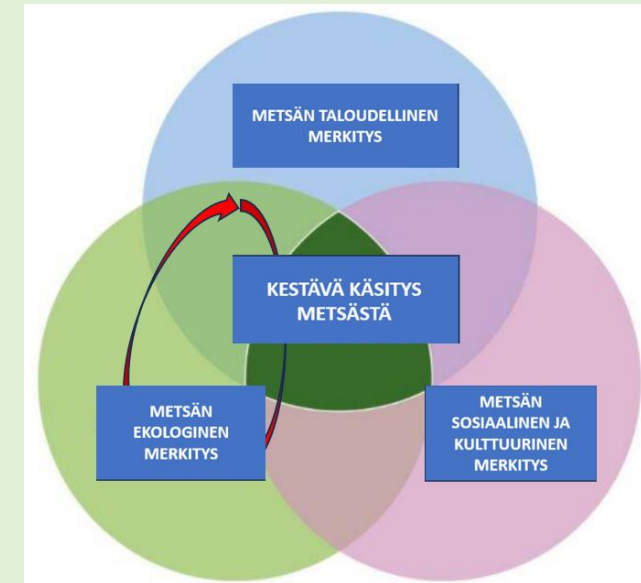 METSÄN TALOUDELLINEN
MERKITYS
KESTÄVÄ KÄSITYS
METSÄSTÄ
METSÄN
EKOLOGINEN
MERKITYS
METSÄN
SOSIAALINEN JA
KULTTUURINEN
MERKITYS